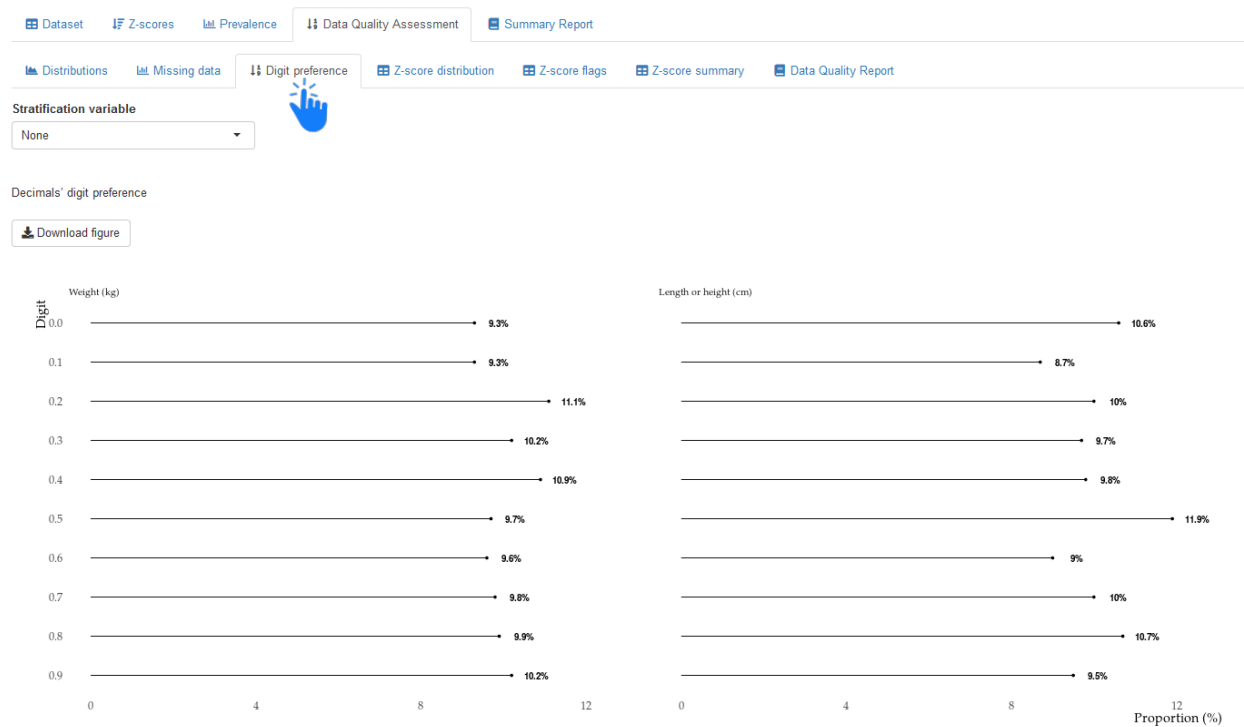 Dataset Z-scores Prevalence Data Quality Assessment Summary Report
Distributions Missing data Digit preference Z-score distribution Z-score flags Z-score summary Data Quality Report
Stratification variable
None
Decimals' digit preference
Download figure
Weight (kg) Length or height (cm)
Digit
0.0 9.3% 10.6%
0.1 9.3% 8.7%
0.2 11.1% 10%
0.3 10.2% 9.7%
0.4 10.9% 9.8%
0.5 9.7% 11.9%
0.6 9.6% 9%
0.7 9.8% 10%
0.8 9.9% 10.7%
0.9 10.2% 9.5%
0 4 8 12 0 4 8 12
Proportion (%)